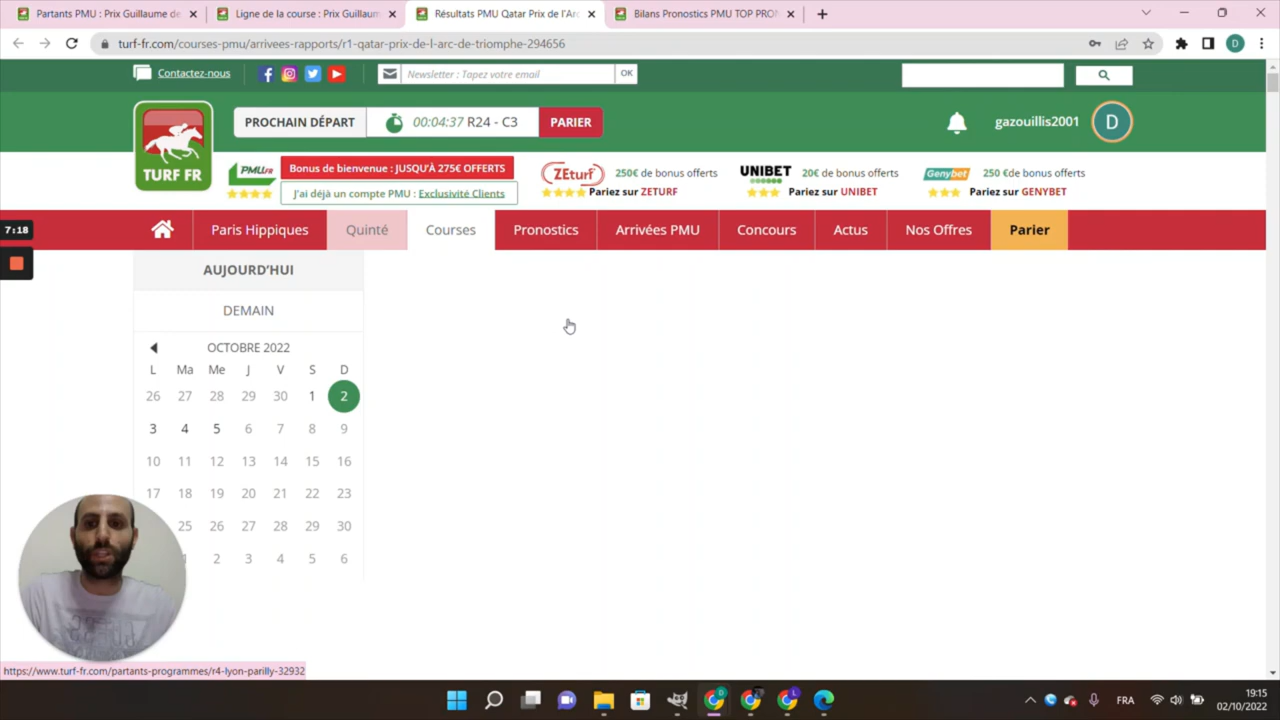 Partants PMU : Prix Guillaume de
Ligne de la course : Prix Guillaum
Résultats PMU Qatar Prix de l'Arc
Bilans Pronostics PMU TOP PRON
turf-fr.com/courses-pmu/arrivees-rapports/r1-qatar-prix-de-l-arc-de-triomphe-294656
D
Contactez-nous
Newsletter : Tapez votre email
OK
TURF FR
PROCHAIN DÉPART
00:04:37 R24 - C3
PARIER
gazouillis2001
D
PMU.fr
Bonus de bienvenue : JUSQU'À 275€ OFFERTS
J'ai déjà un compte PMU : Exclusivité Clients
ZEturf
250€ de bonus offerts
Pariez sur ZETURF
UNIBET
20€ de bonus offerts
Pariez sur UNIBET
Genybet
250 €de bonus offerts
Pariez sur GENYBET
7:18
Paris Hippiques
Quinté
Courses
Pronostics
Arrivées PMU
Concours
Actus
Nos Offres
Parier
AUJOURD'HUI
DEMAIN
OCTOBRE 2022
L Ma Me J V S D
26 27 28 29 30 1 2
3 4 5 6 7 8 9
10 11 12 13 14 15 16
17 18 19 20 21 22 23
25 26 27 28 29 30
1 2 3 4 5 6
https://www.turf-fr.com/partants-programmes/r4-lyon-parilly-32932
FRA
19:15
02/10/2022